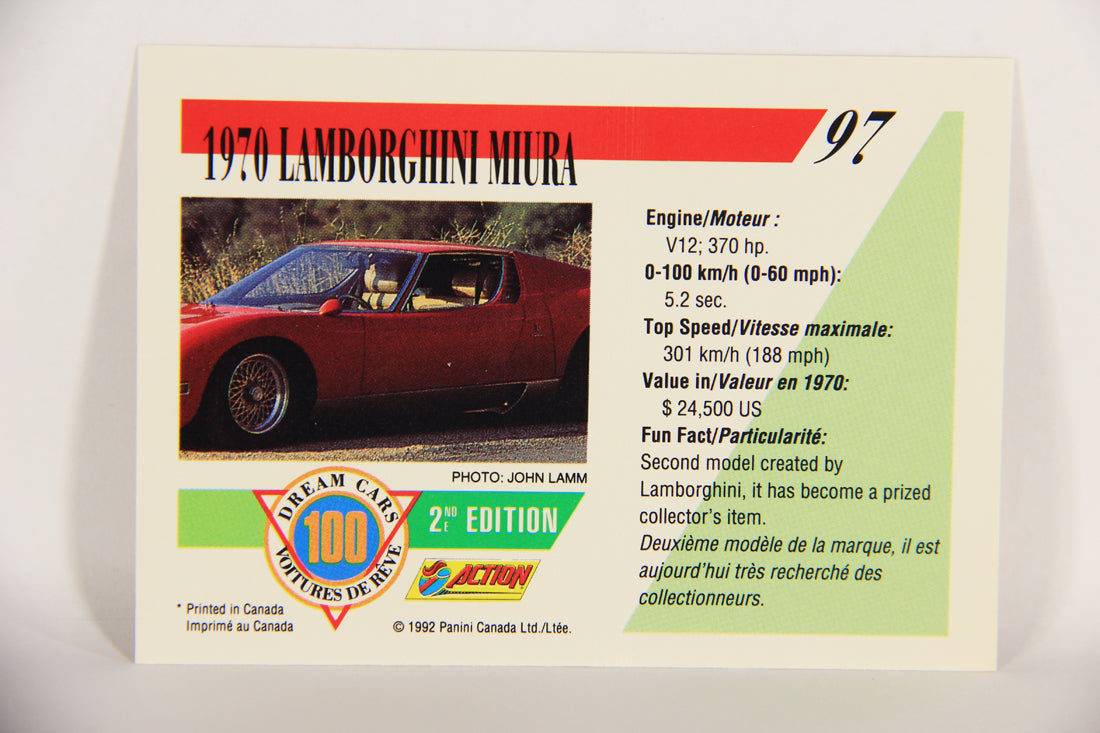 1970 LAMBORGHINI MIURA
97
Engine/Moteur :
V12; 370 hp.
0-100 km/h (0-60 mph):
5.2 sec.
Top Speed/Vitesse maximale:
301 km/h (188 mph)
Value in/Valeur en 1970:
$ 24,500 US
Fun Fact/Particularité:
Second model created by
Lamborghini, it has become a prized
collector's item.
Deuxième modèle de la marque, il est
aujourd'hui très recherché des
collectionneurs.
PHOTO: JOHN LAMM
DREAM CARS
100
VOITURES DE RÊVE
2ND E EDITION
ACTION
* Printed in Canada
Imprimé au Canada
© 1992 Panini Canada Ltd./Ltée.